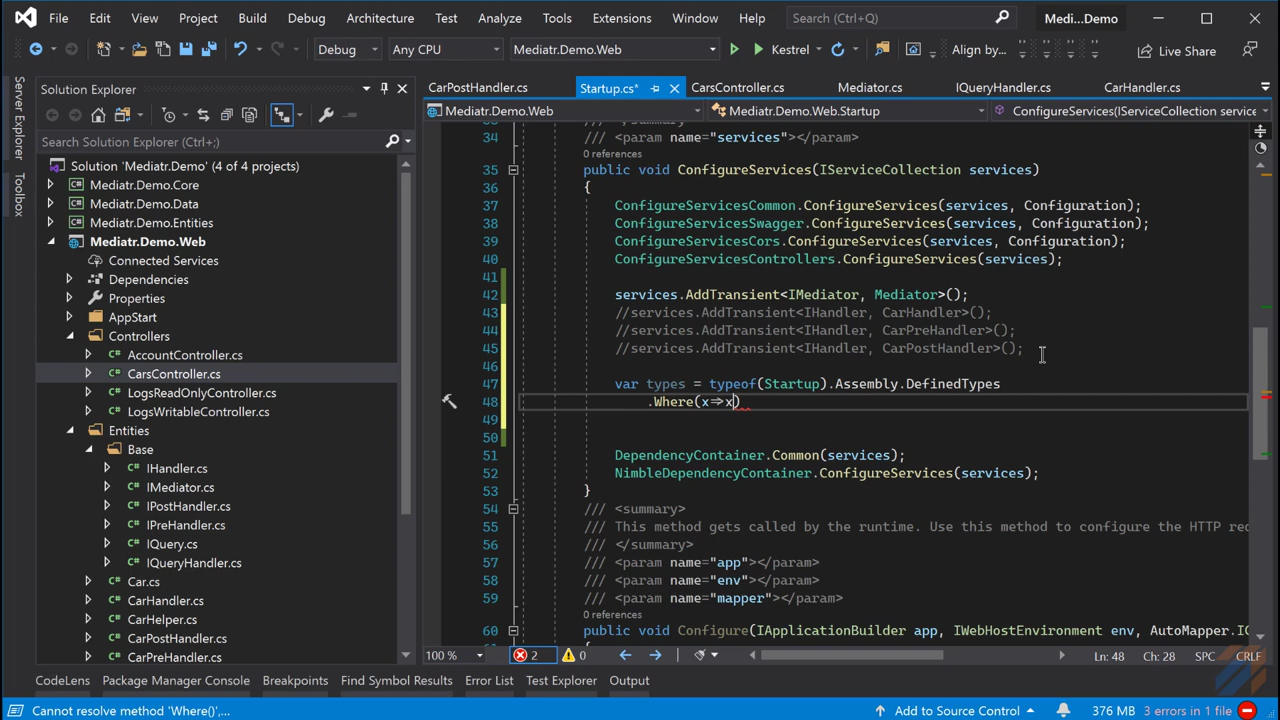 File Edit View Project Build Debug Architecture Test Analyze Tools Extensions Window Help Search (Ctrl+Q) Medi...Demo
Debug Any CPU Mediatr.Demo.Web Kestrel Align by... Live Share
Server Explorer
Toolbox
Solution Explorer
Search Solution Explorer (Ctrl+;)
Solution 'Mediatr.Demo' (4 of 4 projects)
Mediatr.Demo.Core
Mediatr.Demo.Data
Mediatr.Demo.Entities
Mediatr.Demo.Web
Connected Services
Dependencies
Properties
AppStart
Controllers
AccountController.cs
CarsController.cs
LogsReadOnlyController.cs
LogsWritableController.cs
Entities
Base
IHandler.cs
IMediator.cs
IPostHandler.cs
IPreHandler.cs
IQuery.cs
IQueryHandler.cs
Car.cs
CarHandler.cs
CarHelper.cs
CarPostHandler.cs
CarPreHandler.cs
CarPostHandler.cs Startup.cs* CarsController.cs Mediator.cs IQueryHandler.cs CarHandler.cs
Mediatr.Demo.Web Mediatr.Demo.Web.Startup ConfigureServices(IServiceCollection service
34 /// <param name="services"></param>
0 references
35 public void ConfigureServices(IServiceCollection services)
36 {
37 ConfigureServicesCommon.ConfigureServices(services, Configuration);
38 ConfigureServicesSwagger.ConfigureServices(services, Configuration);
39 ConfigureServicesCors.ConfigureServices(services, Configuration);
40 ConfigureServicesControllers.ConfigureServices(services);
41
42 services.AddTransient<IMediator, Mediator>();
43 //services.AddTransient<IHandler, CarHandler>();
44 //services.AddTransient<IHandler, CarPreHandler>();
45 //services.AddTransient<IHandler, CarPostHandler>();
46
47 var types = typeof(Startup).Assembly.DefinedTypes
48 .Where(x=>x)
49
50
51 DependencyContainer.Common(services);
52 NimbleDependencyContainer.ConfigureServices(services);
53 }
54 /// <summary>
55 /// This method gets called by the runtime. Use this method to configure the HTTP req
56 /// </summary>
57 /// <param name="app"></param>
58 /// <param name="env"></param>
59 /// <param name="mapper"></param>
0 references
60 public void Configure(IApplicationBuilder app, IWebHostEnvironment env, AutoMapper.IC
100 % 2 0 Ln: 48 Ch: 28 SPC CRLF
CodeLens Package Manager Console Breakpoints Find Symbol Results Error List Test Explorer Output
Cannot resolve method 'Where()',... Add to Source Control 376 MB 3 errors in 1 file